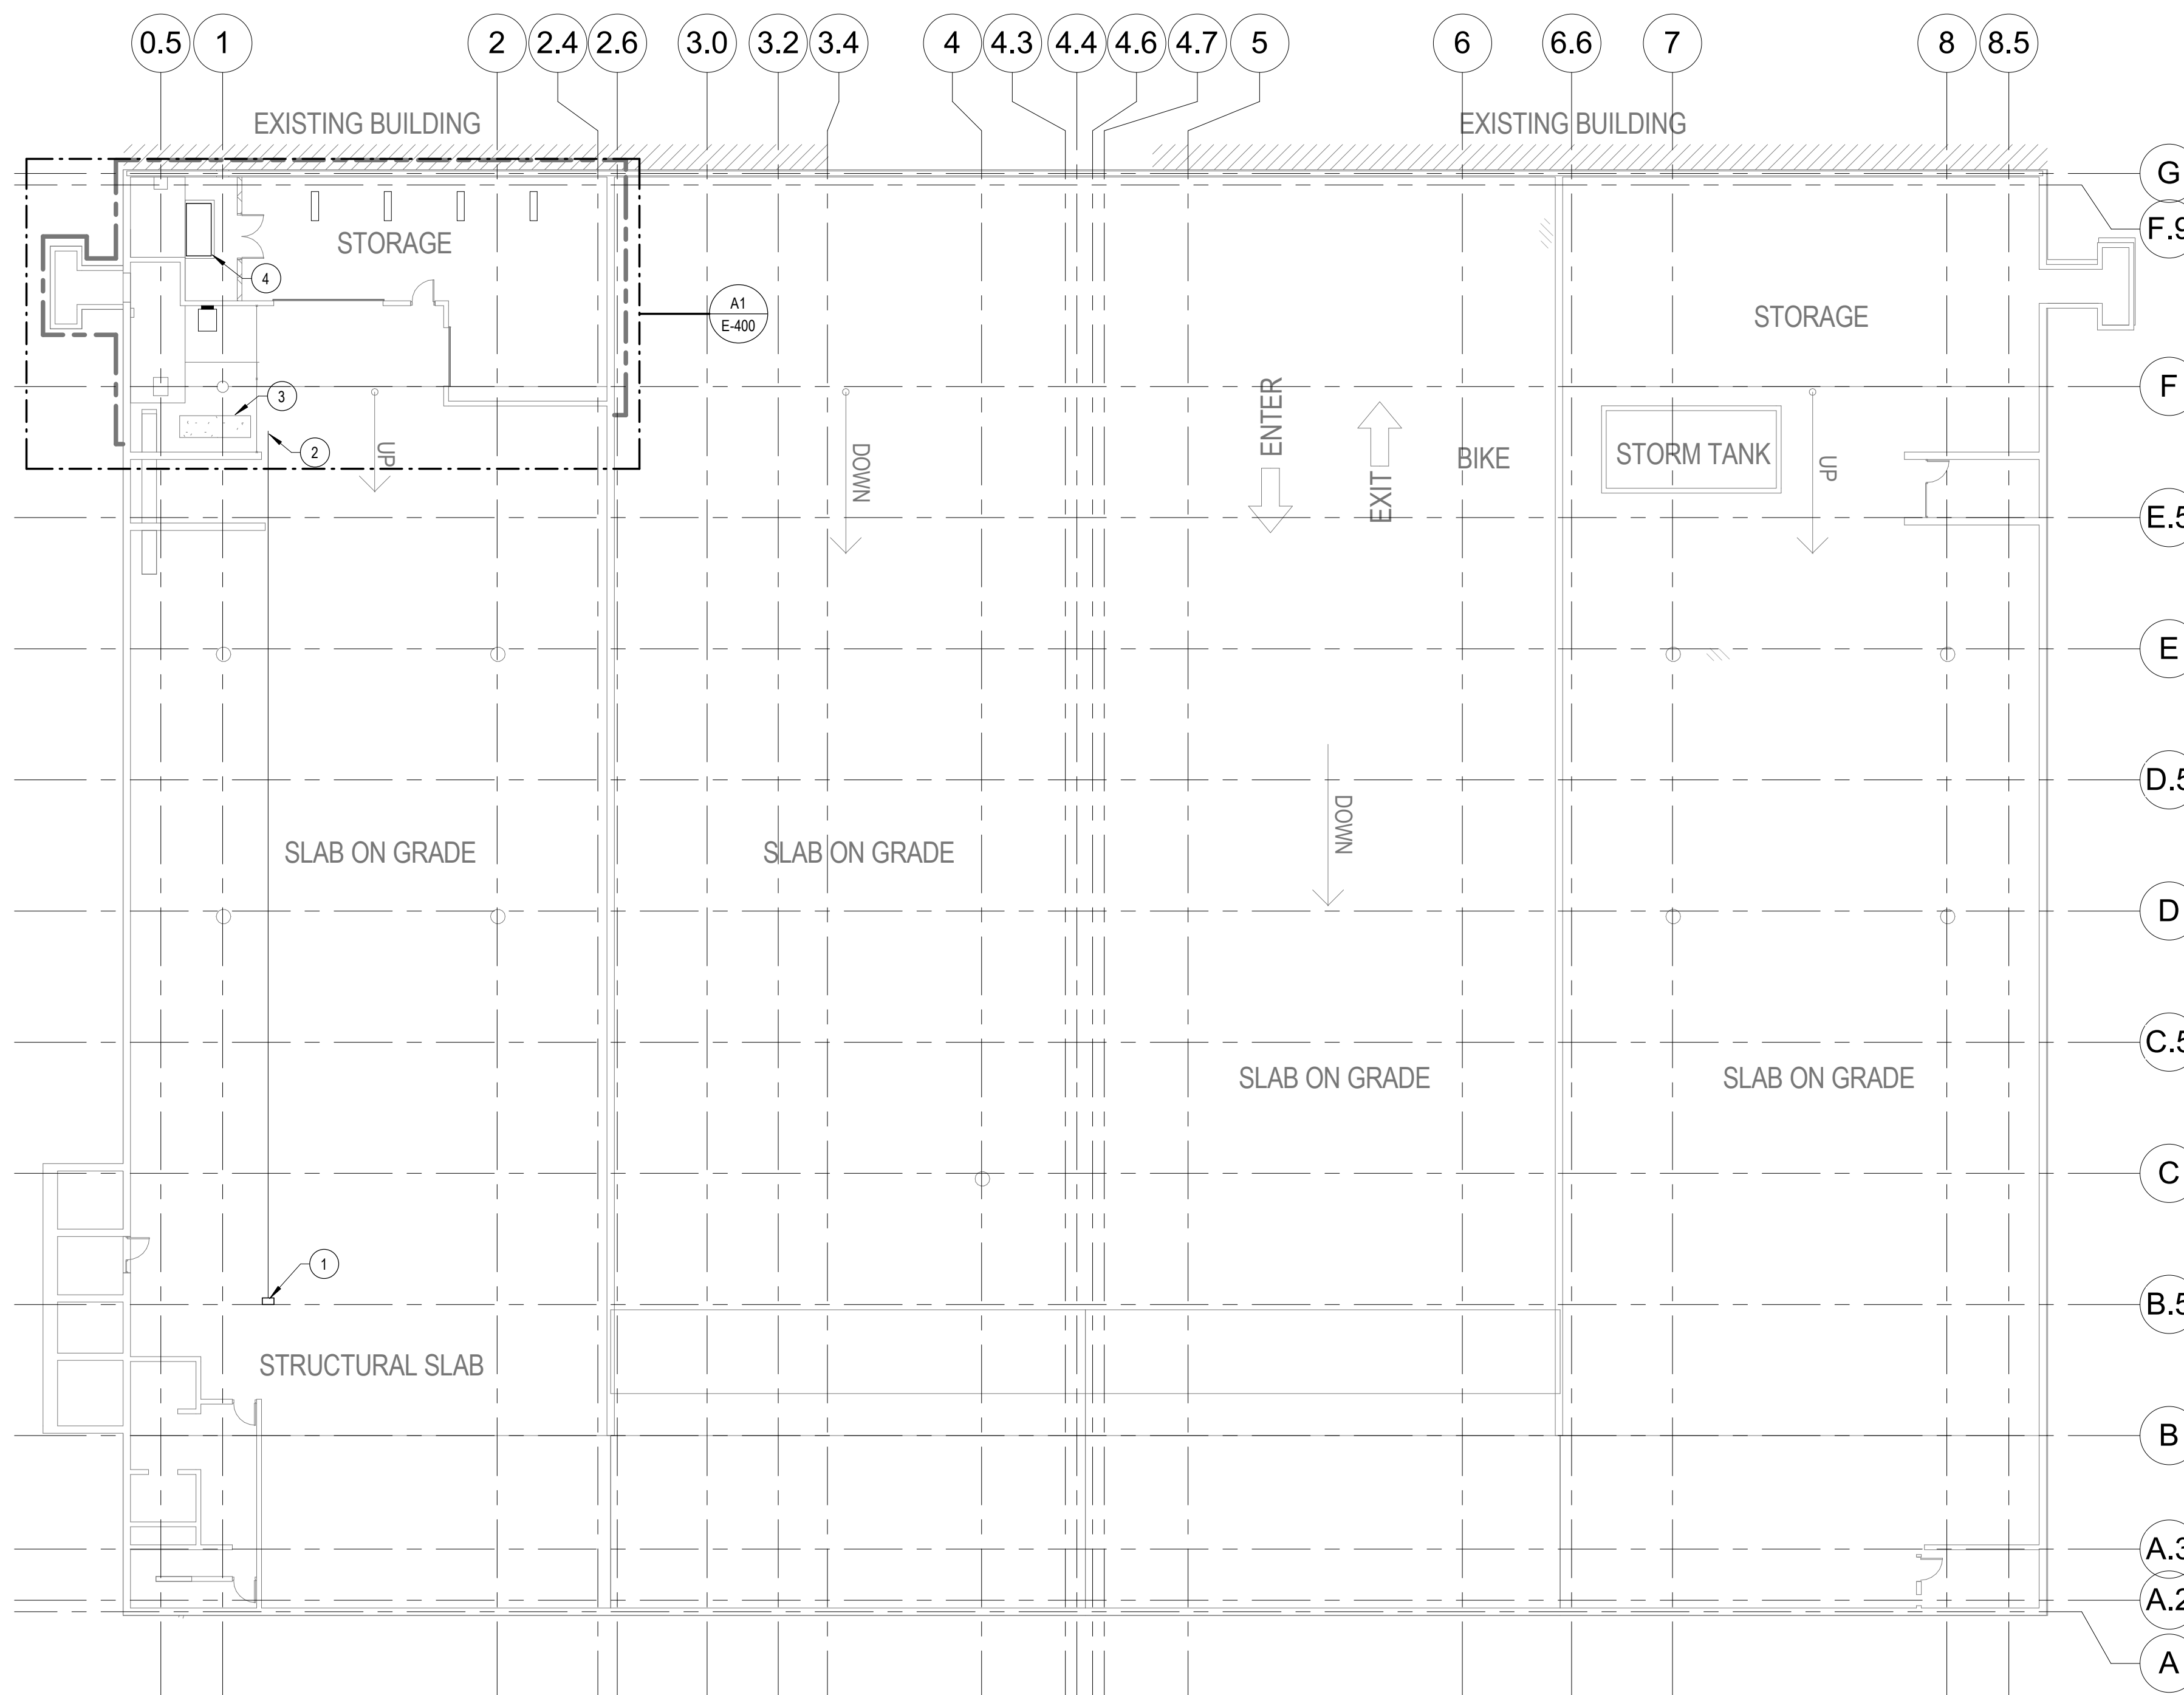 0.5 1 2 2.4 2.6 3.0 3.2 3.4 4 4.3 4.4 4.6 4.7 5 6 6.6 7 8 8.5
EXISTING BUILDING EXISTING BUILDING
G
F.9
STORAGE
4
A1
E-400
STORAGE
F
3
ENTER
2
UP
DOWN
EXIT
BIKE
STORM TANK
UP
E.5
E
D.5
DOWN
SLAB ON GRADE SLAB ON GRADE
D
C.5
SLAB ON GRADE SLAB ON GRADE
C
1
B.5
STRUCTURAL SLAB
B
A.3
A.2
A